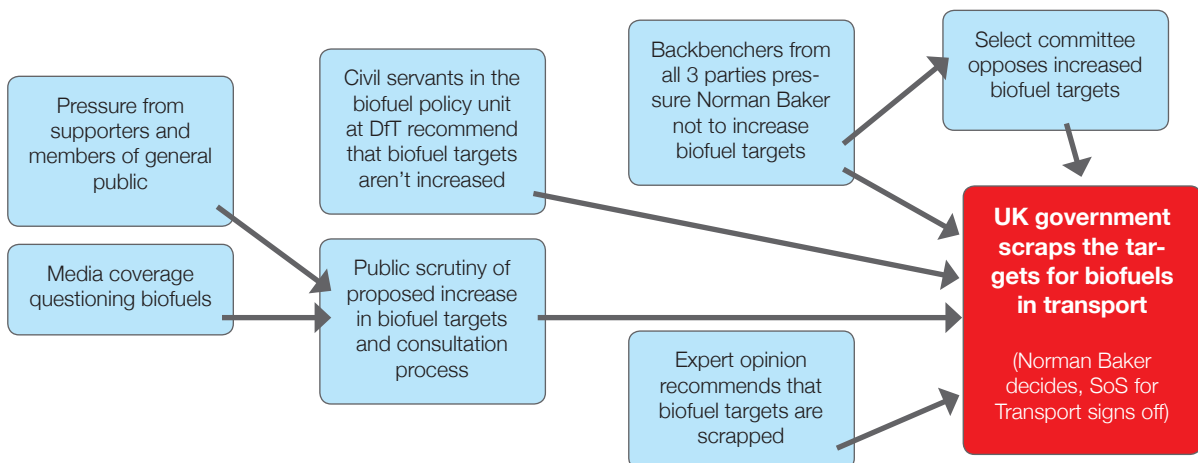 Pressure from
supporters and
members of general
public
Media coverage
questioning biofuels
Civil servants in the
biofuel policy unit
at DfT recommend
that biofuel targets
aren’t increased
Public scrutiny of
proposed increase
in biofuel targets
and consultation
process
Backbenchers from
all 3 parties pres-
sure Norman Baker
not to increase
biofuel targets
Expert opinion
recommends that
biofuel targets are
scrapped
Select committee
opposes increased
biofuel targets
UK government
scraps the tar-
gets for biofuels
in transport
(Norman Baker
decides, SoS for
Transport signs off)